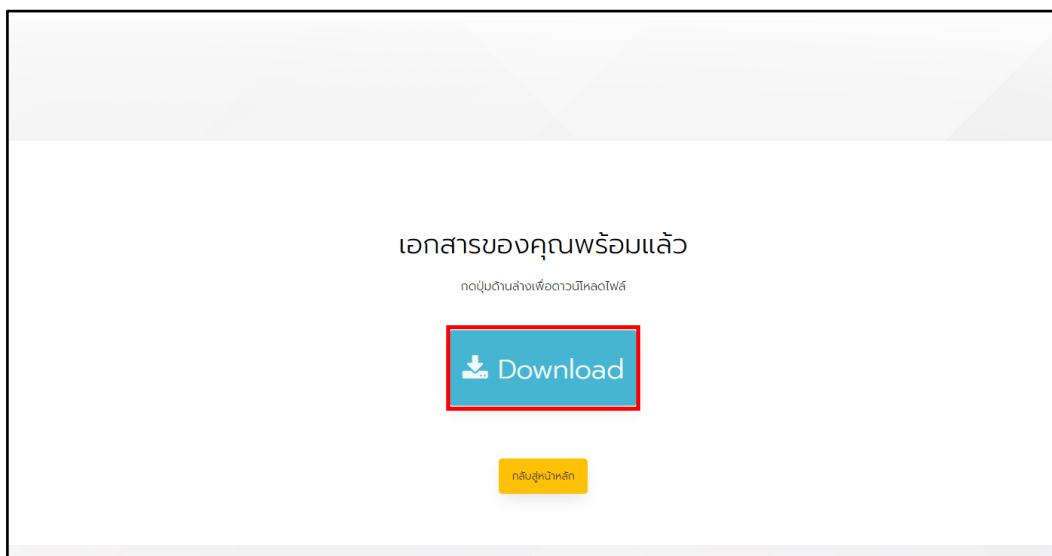 เอกสารของคุณพร้อมแล้ว
กดปุ่มด้านล่างเพื่อดาวน์โหลดไฟล์
Download
กลับสู่หน้าหลัก